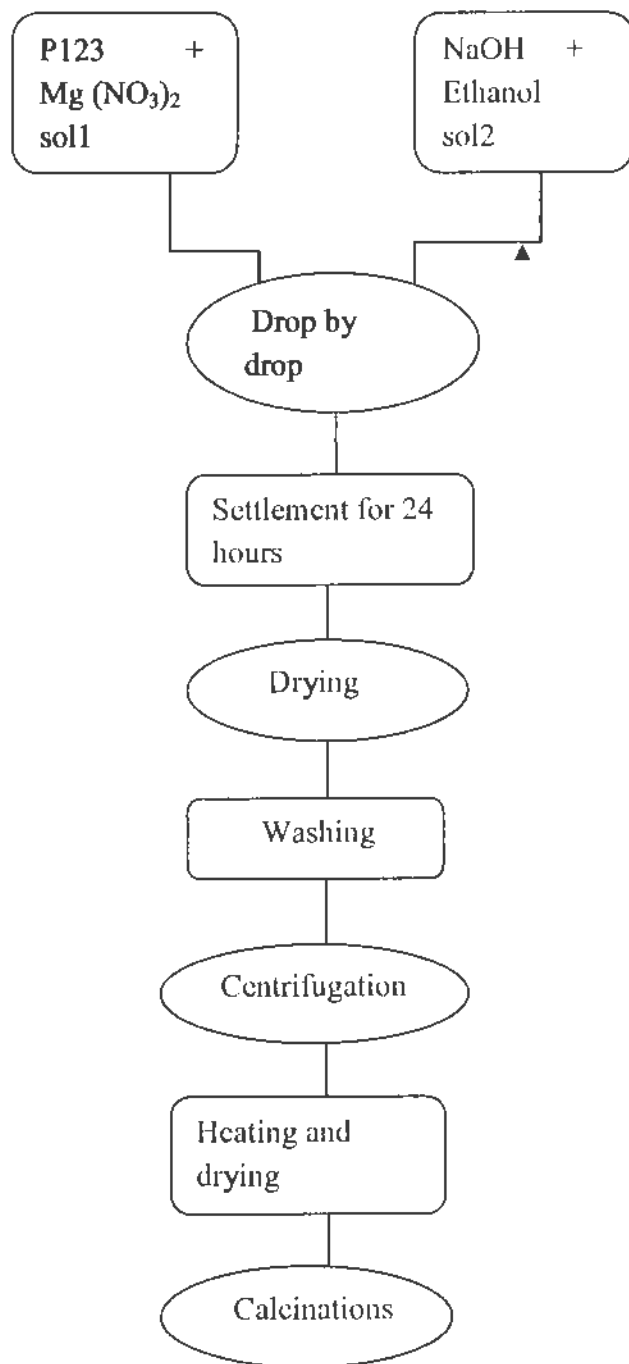 P123 +
Mg (NO₃)₂
sol1
NaOH +
Ethanol
sol2
Drop by
drop
Settlement for 24
hours
Drying
Washing
Centrifugation
Heating and
drying
Calcinations